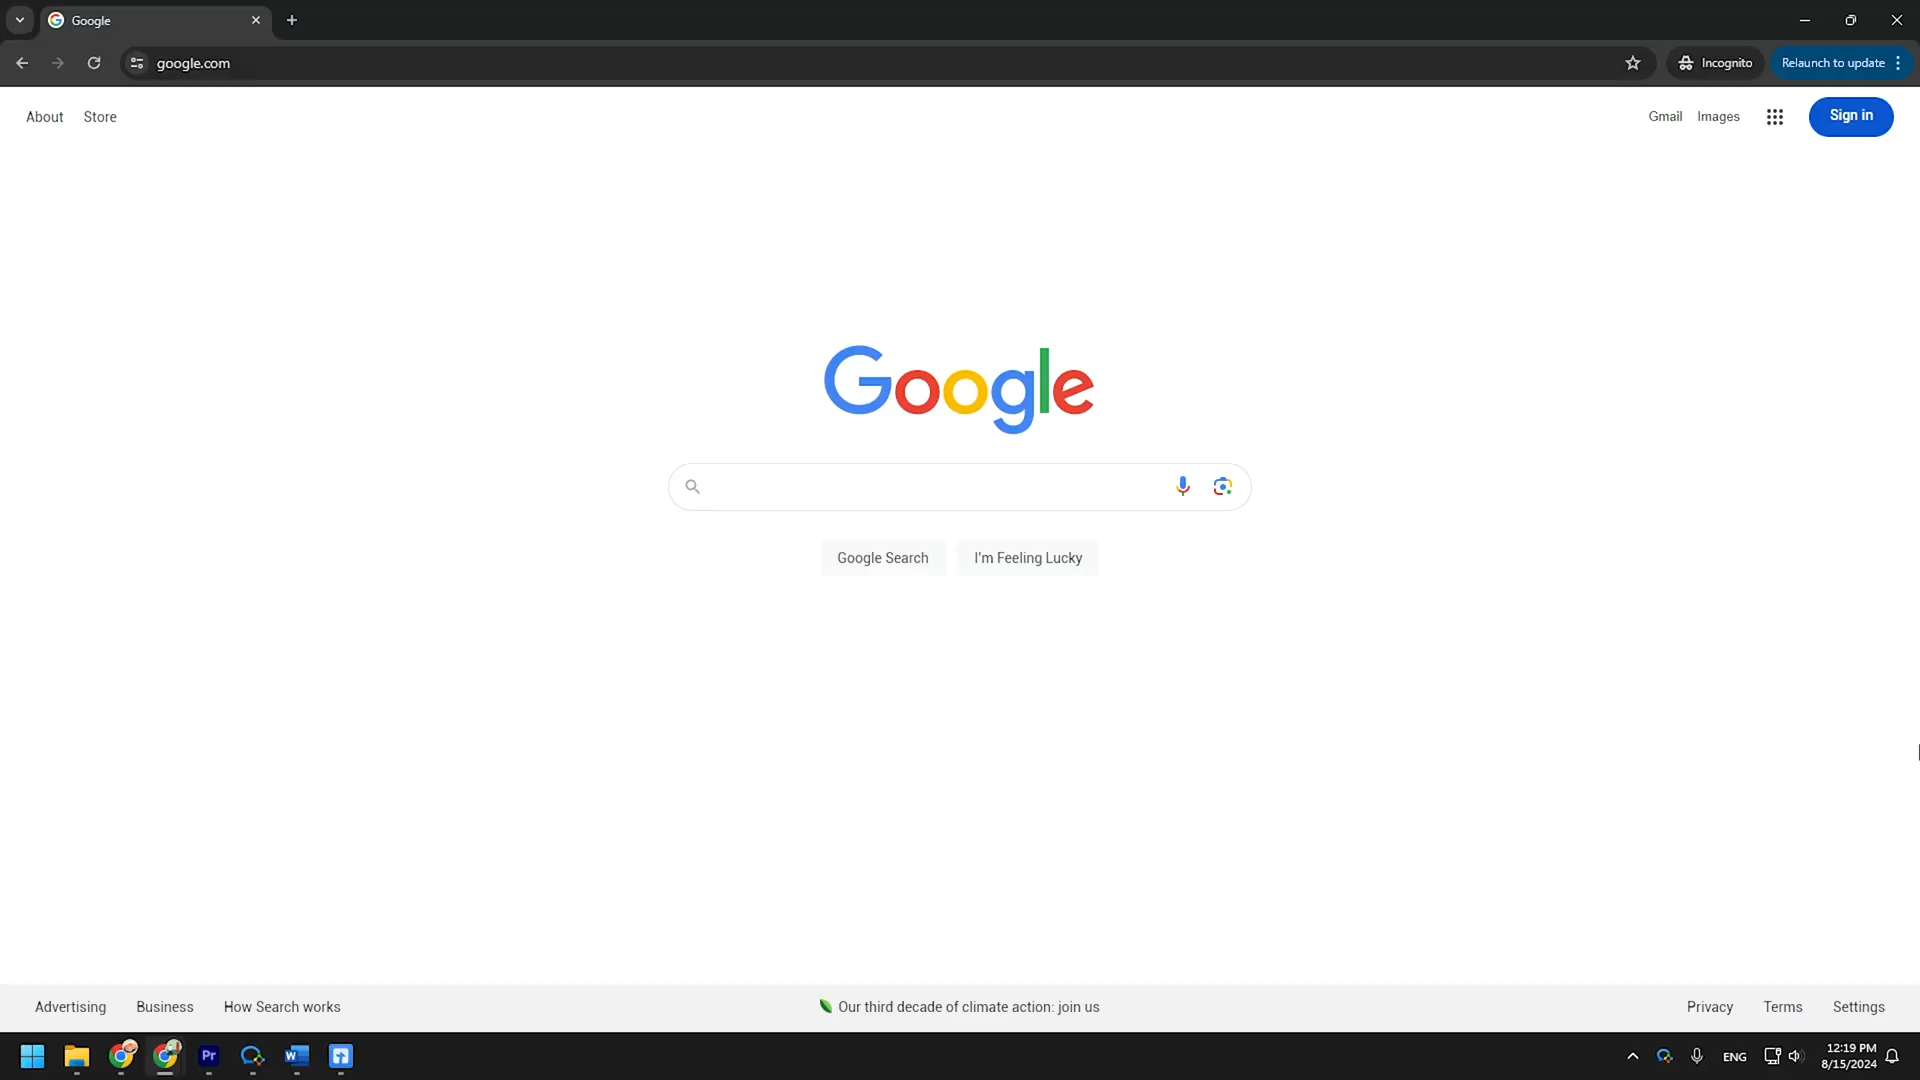 Google
google.com
Incognito
Relaunch to update
About
Store
Gmail
Images
Sign in
Google
Google Search
I'm Feeling Lucky
Advertising
Business
How Search works
Our third decade of climate action: join us
Privacy
Terms
Settings
Pr
W
ENG
12:19 PM
8/15/2024